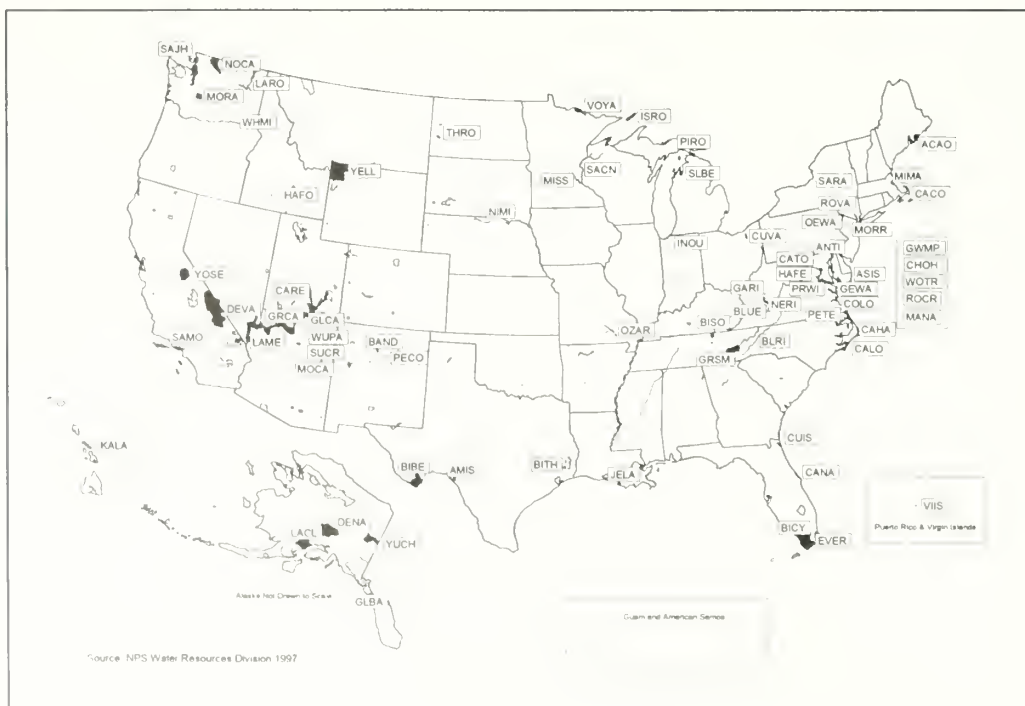 SAJH
NOCA
LARO
MORA
WHMI
VOYA
ISRO
THRO
PIRO
ACAO
SACN
YELL
MISS
SLBE
MIMA
SARA
CACO
HAFO
ROVA
NIMI
OEWA
MORR
CUVA
INOU
ANTI
GWMP
CATO
CHOH
YOSE
HAFE
ASIS
WOTR
CARE
GARI
PRWI
GEWA
ROCR
DEVA
GRCA
GLCA
BLUE
NERI
COLO
MANA
PETE
OZAR
BISO
CAHA
SAMO
LAME
WUPA
BAND
BLRI
SUCR
PECO
GRSM
CALO
MOCA
KALA
CUIS
BIBE
AMIS
BITH
JELA
CANA
VIIS
Puerto Rico & Virgin Islands
LACL
DENA
YUCH
BICY
EVER
Alaska Not Drawn to Scale
GLBA
Guam and American Samoa
Source: NPS Water Resources Division 1997